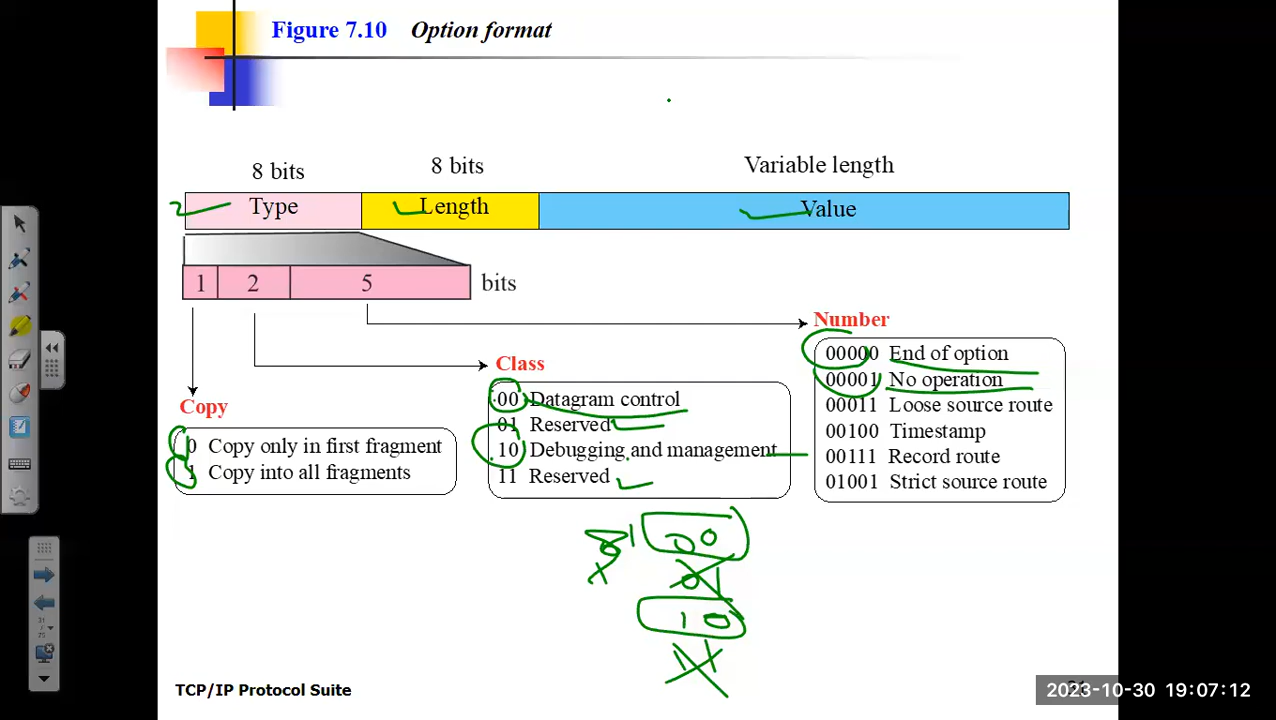 Figure 7.10 Option format
8 bits 8 bits Variable length
Type Length Value
1 2 5 bits
Number
00000 End of option
00001 No operation
00011 Loose source route
00100 Timestamp
00111 Record route
01001 Strict source route
Class
00 Datagram control
01 Reserved
10 Debugging and management
11 Reserved
Copy
0 Copy only in first fragment
1 Copy into all fragments
00
01
10
11
TCP/IP Protocol Suite
2023-10-30 19:07:12